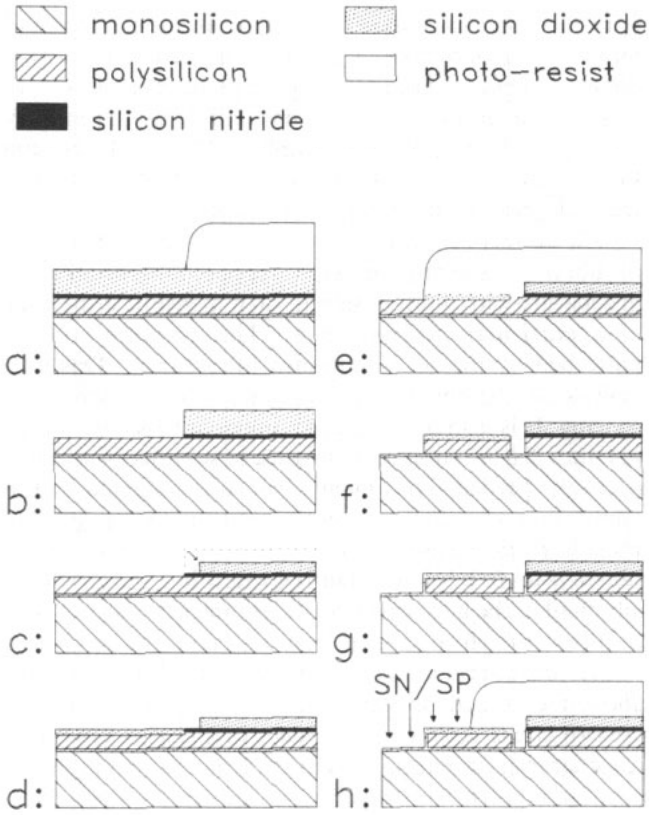 monosilicon
polysilicon
silicon nitride
silicon dioxide
photo-resist
a:
b:
c:
d:
e:
f:
g:
SN/SP
h: